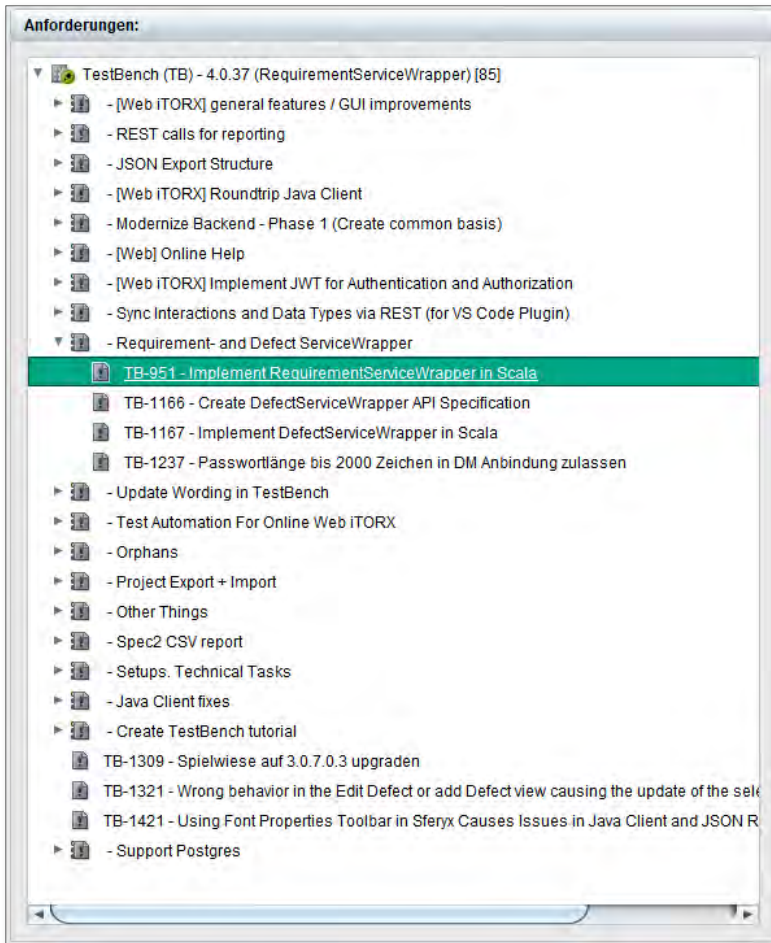 Anforderungen:
TestBench (TB) - 4.0.37 (RequirementServiceWrapper) [85]
- [Web iTORX] general features / GUI improvements
- REST calls for reporting
- JSON Export Structure
- [Web iTORX] Roundtrip Java Client
- Modernize Backend - Phase 1 (Create common basis)
- [Web] Online Help
- [Web iTORX] Implement JWT for Authentication and Authorization
- Sync Interactions and Data Types via REST (for VS Code Plugin)
- Requirement- and Defect ServiceWrapper
TB-951 - Implement RequirementServiceWrapper in Scala
TB-1166 - Create DefectServiceWrapper API Specification
TB-1167 - Implement DefectServiceWrapper in Scala
TB-1237 - Passwortlänge bis 2000 Zeichen in DM Anbindung zulassen
- Update Wording in TestBench
- Test Automation For Online Web iTORX
- Orphans
- Project Export + Import
- Other Things
- Spec2 CSV report
- Setups. Technical Tasks
- Java Client fixes
- Create TestBench tutorial
TB-1309 - Spielwiese auf 3.0.7.0.3 upgraden
TB-1321 - Wrong behavior in the Edit Defect or add Defect view causing the update of the sele
TB-1421 - Using Font Properties Toolbar in Sferyx Causes Issues in Java Client and JSON R
- Support Postgres